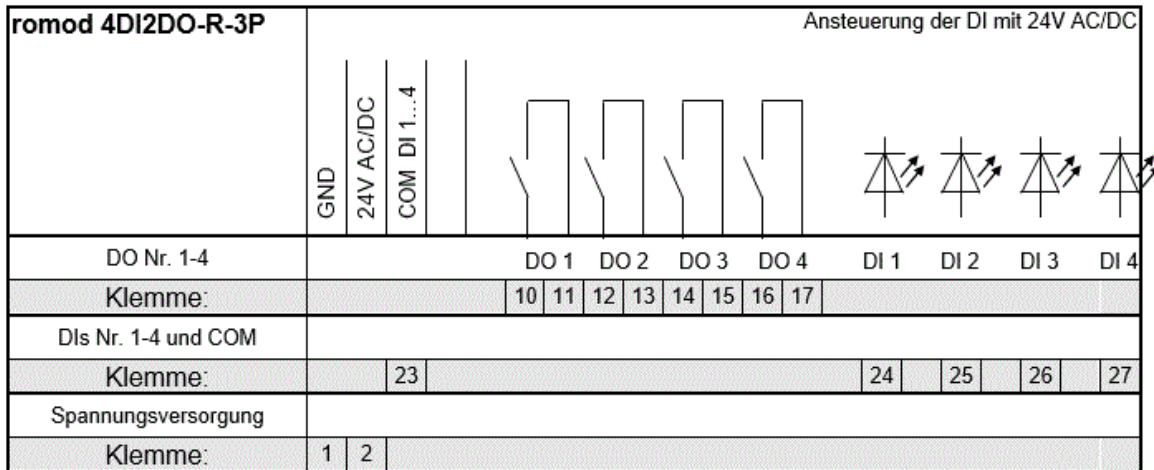 romod 4DI2DO-R-3P
Ansteuerung der DI mit 24V AC/DC
GND
24V AC/DC
COM DI 1...4
DO Nr. 1-4 DO 1 DO 2 DO 3 DO 4 DI 1 DI 2 DI 3 DI 4
Klemme: 10 11 12 13 14 15 16 17
DIs Nr. 1-4 und COM
Klemme: 23 24 25 26 27
Spannungsversorgung
Klemme: 1 2